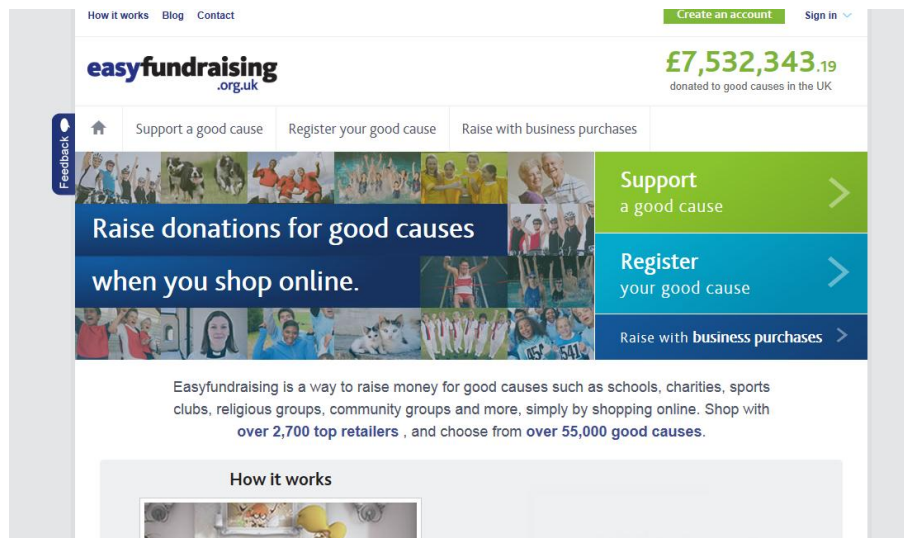 How it works Blog Contact
Create an account Sign in
easyfundraising
.org.uk
£7,532,343.19
donated to good causes in the UK
Feedback
Support a good cause Register your good cause Raise with business purchases
Raise donations for good causes
when you shop online.
Support
a good cause
Register
your good cause
Raise with business purchases
Easyfundraising is a way to raise money for good causes such as schools, charities, sports
clubs, religious groups, community groups and more, simply by shopping online. Shop with
over 2,700 top retailers , and choose from over 55,000 good causes.
How it works